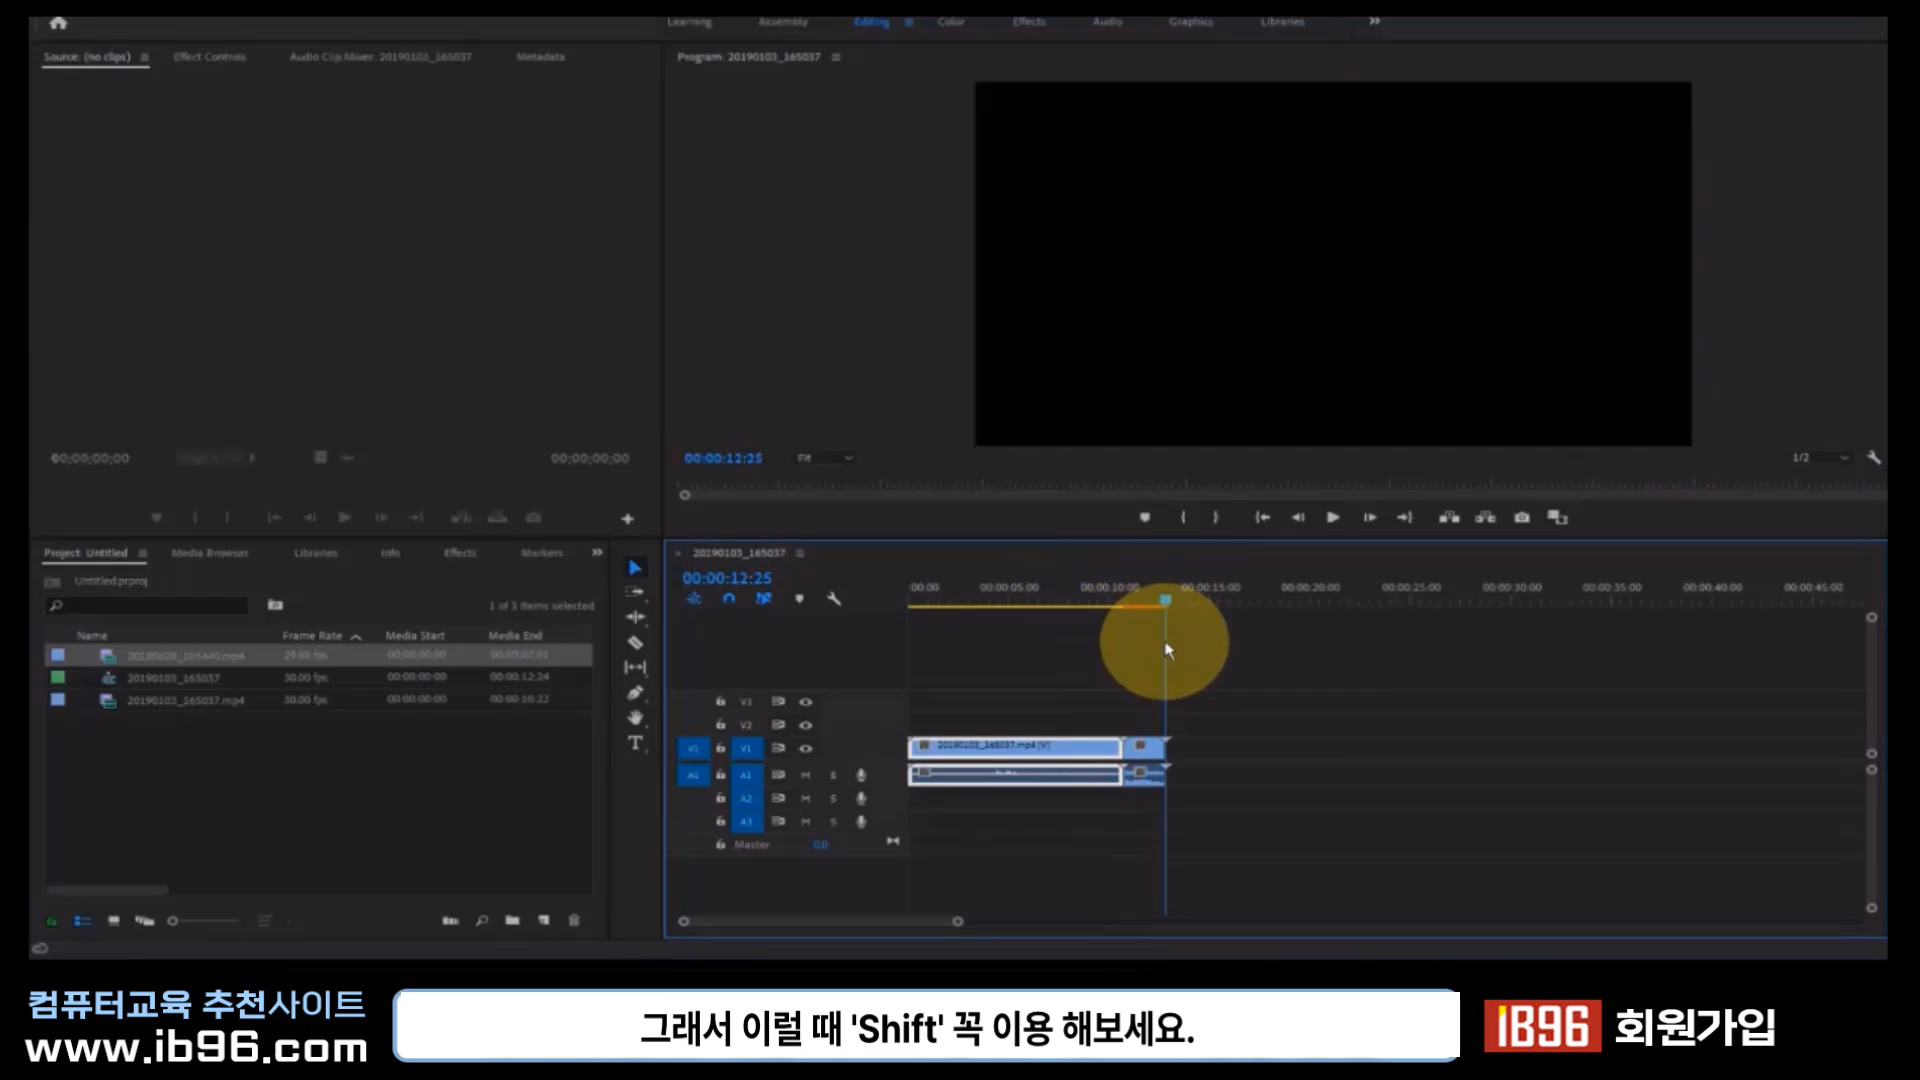 Learning Assembly Editing Color Effects Audio Graphics Libraries
Source: (no clips) Effect Controls Audio Clip Mixer: 20190103_165037 Metadata
Program: 20190103_165037
00;00;00;00 00;00;00;00
00:00:12:25 Fit 1/2
Project: Untitled Media Browser Libraries Info Effects Markers
Untitled.prproj
1 of 3 items selected
Name Frame Rate Media Start Media End
29.88 fps 00;00;00;00
20190103_165037 30.00 fps 00:00:00:00 00:00:12:24
20190103_165037.mp4 30.00 fps 00:00:00:00 00:00:10:22
20190103_165037
00:00:12:25
:00:00 00:00:05:00 00:00:10:00 00:00:15:00 00:00:20:00 00:00:25:00 00:00:30:00 00:00:35:00 00:00:40:00 00:00:45:00
V3
V2
V1 V1 20190103_165037.mp4 [V]
A1 A1 M S
A2 M S
A3 M S
Master 0.0
컴퓨터교육 추천사이트
www.ib96.com
그래서 이럴 때 'Shift' 꼭 이용 해보세요.
IB96 회원가입